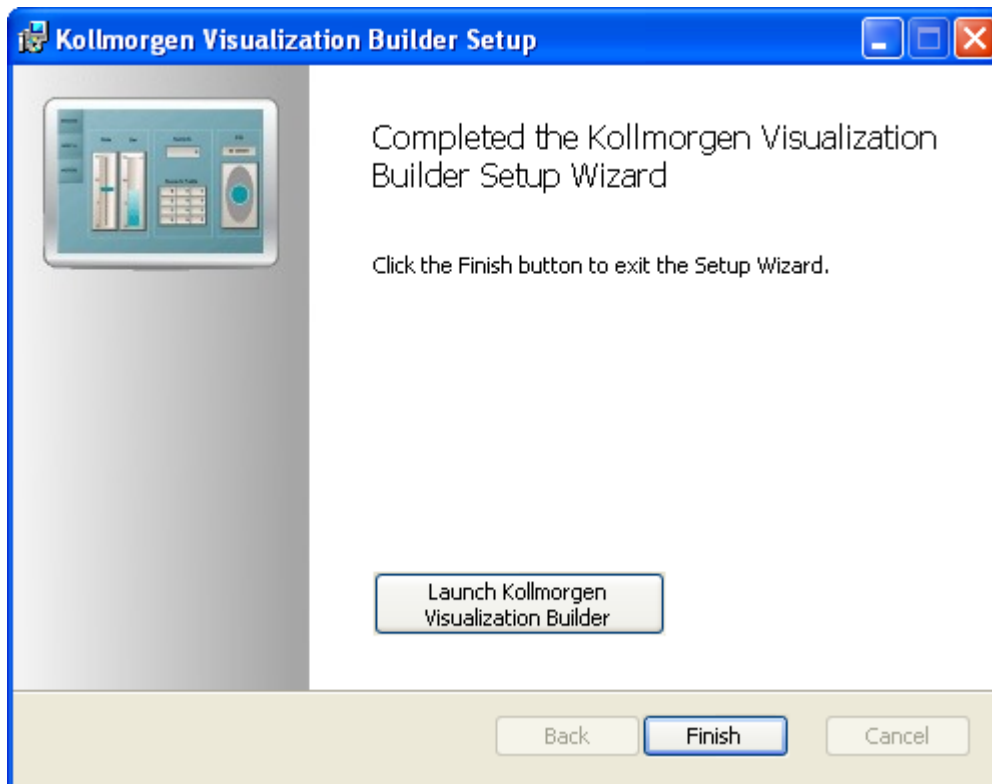 Kollmorgen Visualization Builder Setup
Completed the Kollmorgen Visualization
Builder Setup Wizard
Click the Finish button to exit the Setup Wizard.
Launch Kollmorgen
Visualization Builder
Back
Finish
Cancel